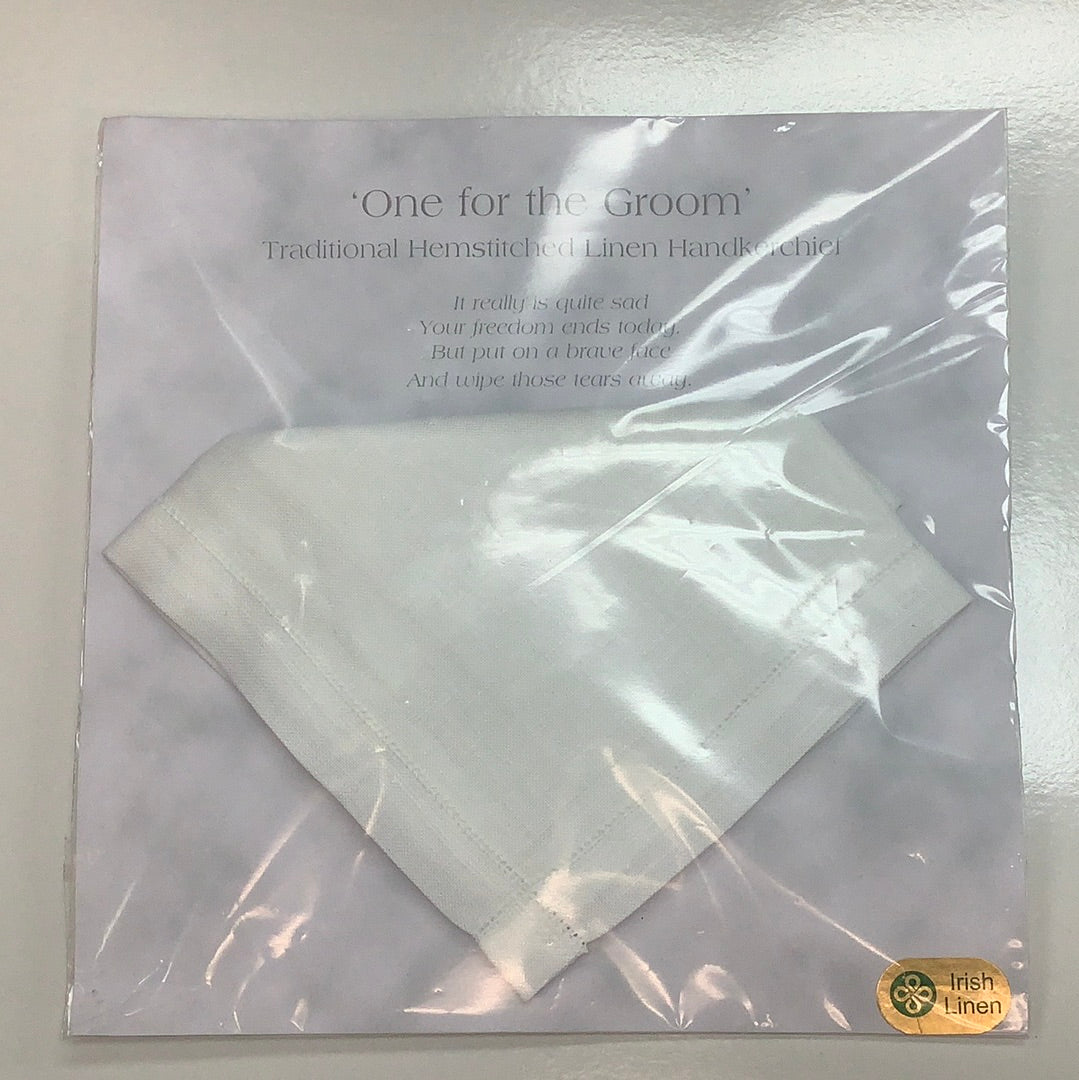 ‘One for the Groom’
Traditional Hemstitched Linen Handkerchief
It really is quite sad
Your freedom ends today.
But put on a brave face
And wipe those tears away.
Irish
Linen